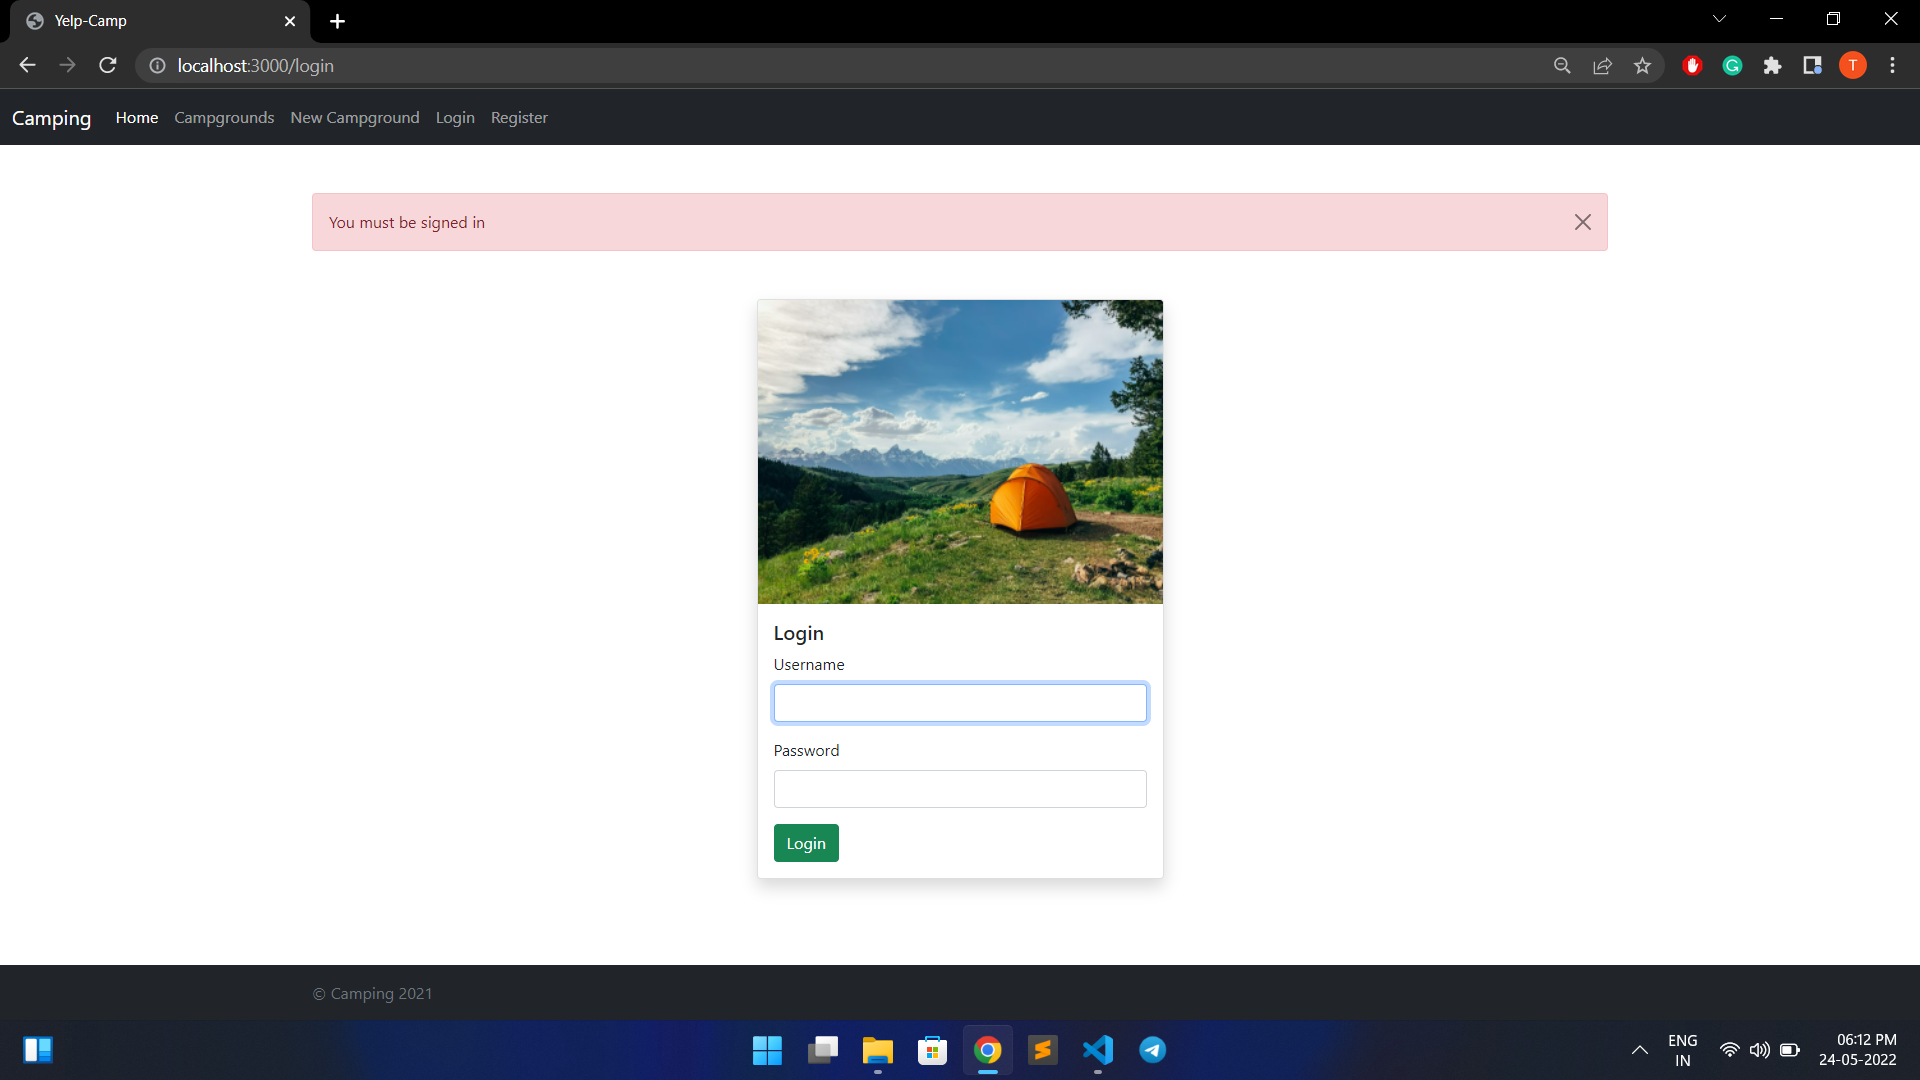 Yelp-Camp
localhost:3000/login
T
Camping Home Campgrounds New Campground Login Register
You must be signed in
Login
Username
Password
Login
© Camping 2021
ENG
IN
06:12 PM
24-05-2022